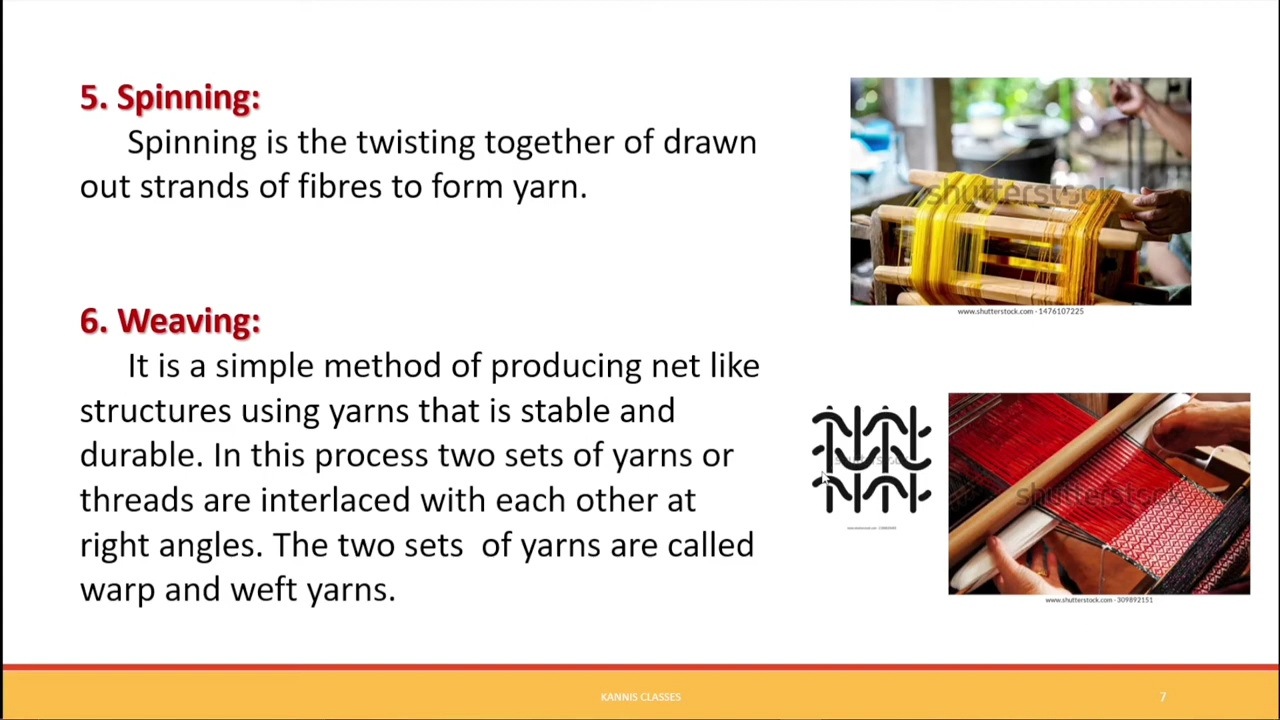 5. Spinning:
Spinning is the twisting together of drawn
out strands of fibres to form yarn.
shutterstock
www.shutterstock.com · 1476107225
6. Weaving:
It is a simple method of producing net like
structures using yarns that is stable and
durable. In this process two sets of yarns or
threads are interlaced with each other at
right angles. The two sets of yarns are called
warp and weft yarns.
shutterstock
www.shutterstock.com · 309892151
KANNIS CLASSES
7